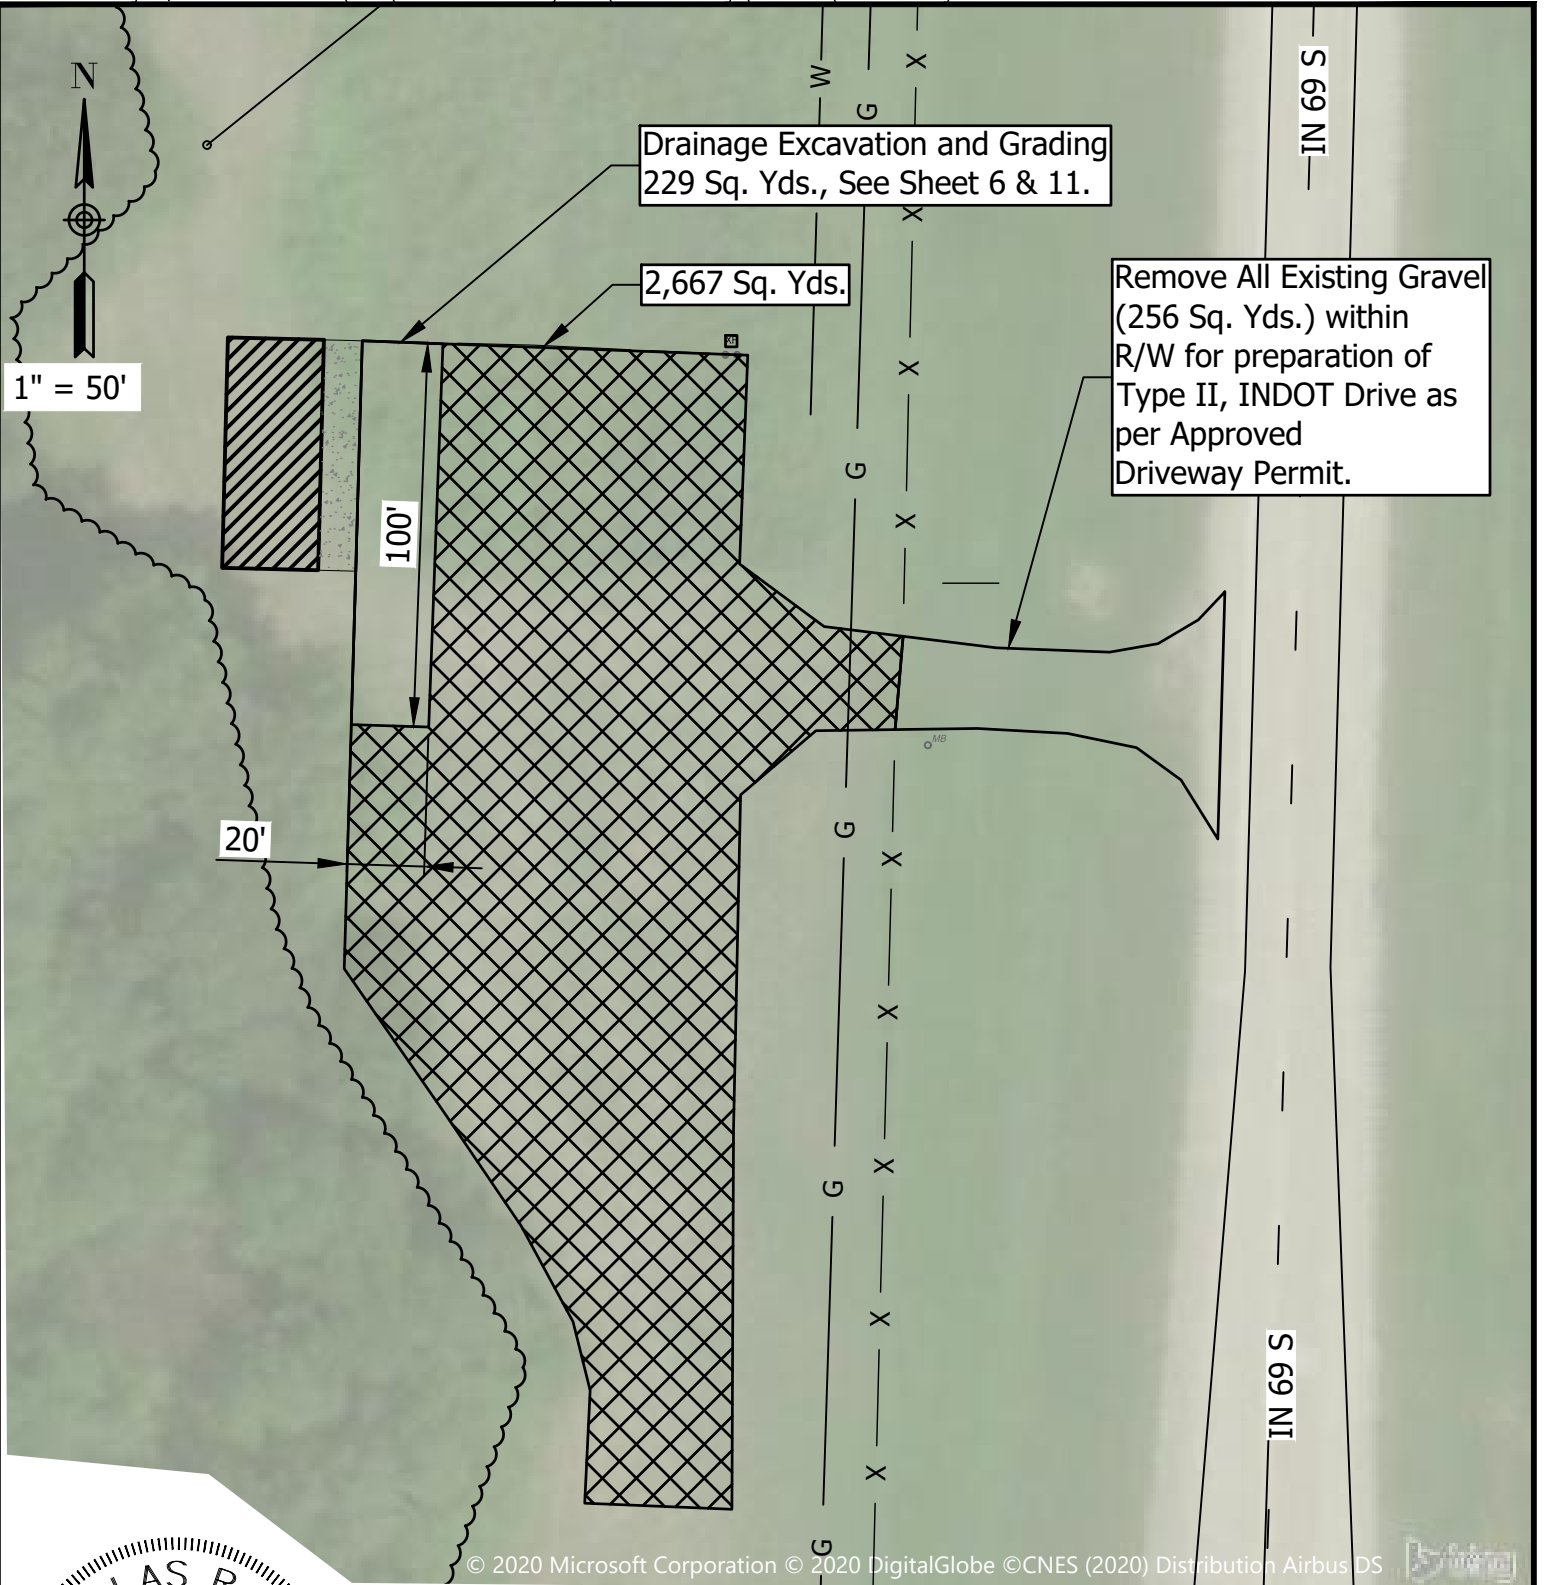 N
1" = 50'
W
G
X
IN 69 S
Drainage Excavation and Grading
229 Sq. Yds., See Sheet 6 & 11.
X
2,667 Sq. Yds.
Remove All Existing Gravel
(256 Sq. Yds.) within
R/W for preparation of
Type II, INDOT Drive as
per Approved
Driveway Permit.
X
G
X
100'
MB
20'
G
X
X
X
G
X
IN 69 S
X
G
LAS R
© 2020 Microsoft Corporation © 2020 DigitalGlobe ©CNES (2020) Distribution Airbus DS